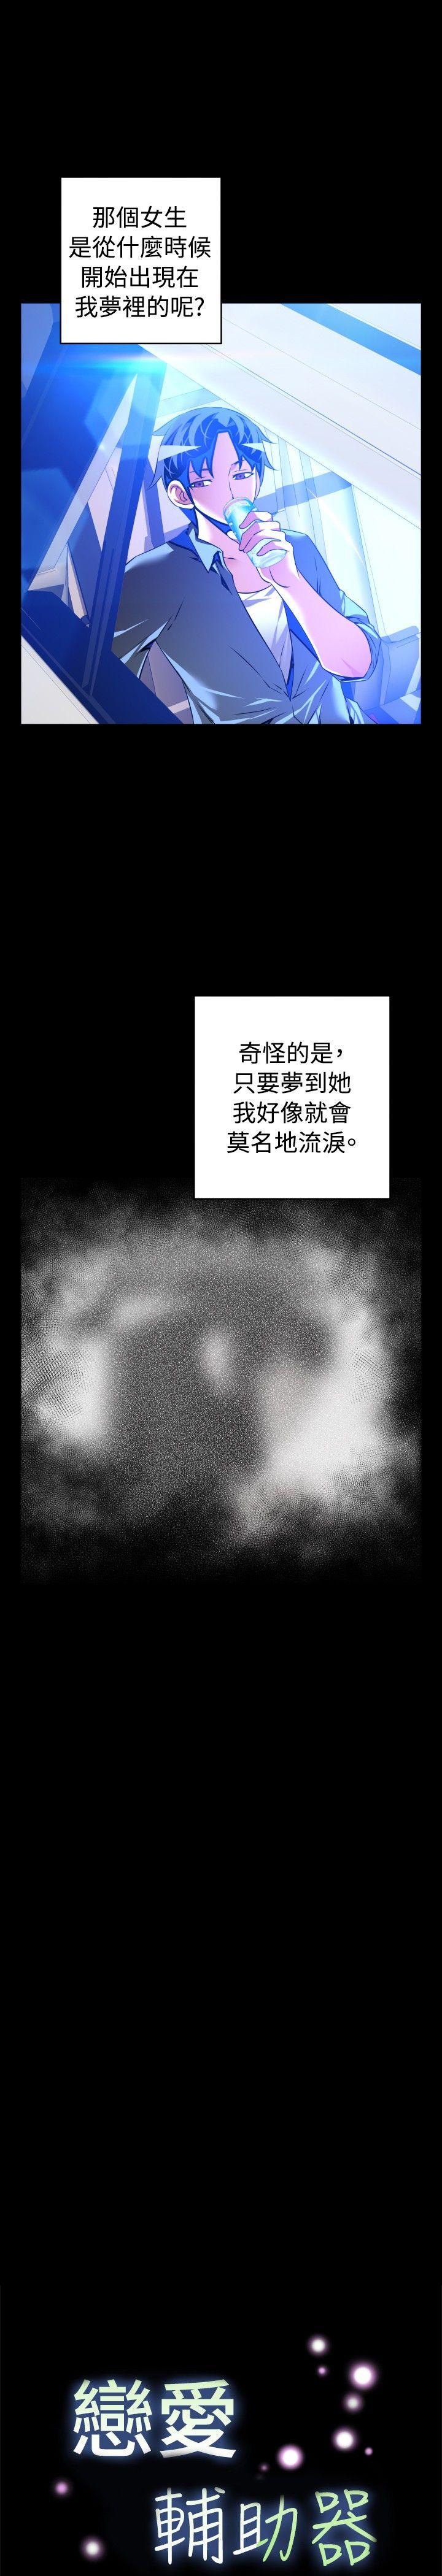 那個女生
是從什麼時候
開始出現在
我夢裡的呢?
奇怪的是,
只要夢到她
我好像就會
莫名地流淚。
戀愛
輔助器